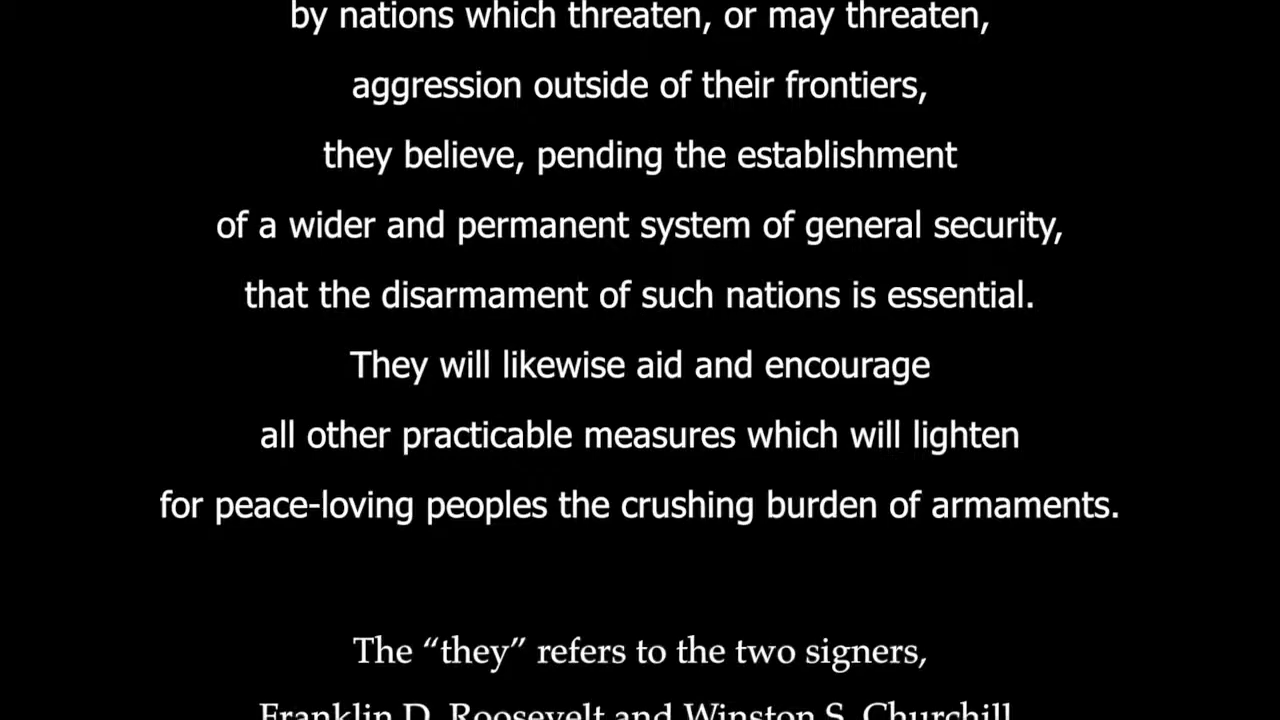 by nations which threaten, or may threaten,
aggression outside of their frontiers,
they believe, pending the establishment
of a wider and permanent system of general security,
that the disarmament of such nations is essential.
They will likewise aid and encourage
all other practicable measures which will lighten
for peace-loving peoples the crushing burden of armaments.
The “they” refers to the two signers,
Franklin D. Roosevelt and Winston S. Churchill